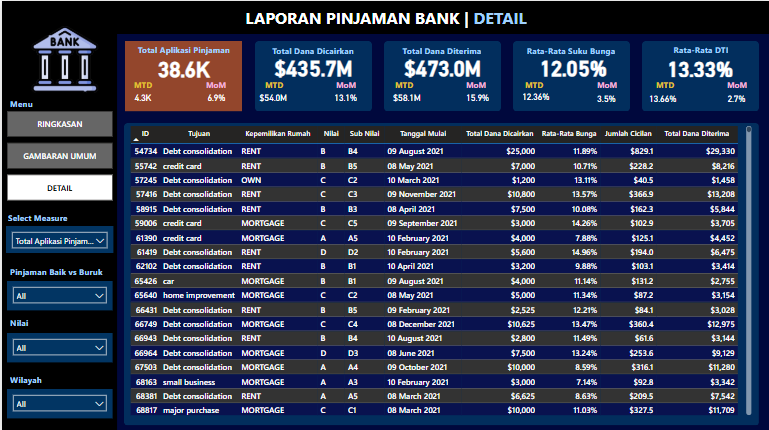 LAPORAN PINJAMAN BANK | DETAIL
BANK
Total Aplikasi Pinjaman
38.6K
MTD MoM
4.3K 6.9%
Total Dana Dicairkan
$435.7M
MTD MoM
$54.0M 13.1%
Total Dana Diterima
$473.0M
MTD MoM
$58.1M 15.9%
Rata-Rata Suku Bunga
12.05%
MTD MoM
12.36% 3.5%
Rata-Rata DTI
13.33%
MTD MoM
13.66% 2.7%
Menu
RINGKASAN
GAMBARAN UMUM
DETAIL
Select Measure
Total Aplikasi Pinjam...
Pinjaman Baik vs Buruk
All
Nilai
All
Wilayah
All
ID Tujuan Kepemilikan Rumah Nilai Sub Nilai Tanggal Mulai Total Dana Dicairkan Rata-Rata Bunga Jumlah Cicilan Total Dana Diterima
54734 Debt consolidation RENT B B4 09 August 2021 $25,000 11.89% $829.1 $29,330
55742 credit card RENT B B5 08 May 2021 $7,000 10.71% $228.2 $8,216
57245 Debt consolidation OWN C C2 10 March 2021 $1,200 13.11% $40.5 $1,458
57416 Debt consolidation RENT C C3 09 November 2021 $10,800 13.57% $366.9 $13,208
58915 Debt consolidation RENT B B3 08 April 2021 $7,500 10.08% $162.3 $5,844
59006 credit card MORTGAGE C C5 09 September 2021 $3,000 14.26% $102.9 $3,705
61390 credit card MORTGAGE A A5 10 February 2021 $4,000 7.88% $125.1 $4,452
61419 Debt consolidation RENT D D2 10 February 2021 $5,600 14.96% $194.0 $6,475
62102 Debt consolidation RENT B B1 10 April 2021 $3,200 9.88% $103.1 $3,414
65426 car MORTGAGE B B1 09 August 2021 $4,000 11.14% $131.2 $2,755
65640 home improvement MORTGAGE C C2 08 May 2021 $5,000 11.34% $87.2 $3,154
66431 Debt consolidation RENT B B5 09 February 2021 $2,525 12.21% $84.1 $3,028
66749 Debt consolidation MORTGAGE C C4 08 December 2021 $10,625 13.47% $360.4 $12,975
66943 Debt consolidation RENT B B4 10 August 2021 $2,800 11.49% $61.6 $3,144
66964 Debt consolidation MORTGAGE D D3 08 June 2021 $7,500 13.24% $253.6 $9,129
67503 Debt consolidation MORTGAGE A A4 09 October 2021 $10,000 8.59% $316.1 $11,280
68163 small business MORTGAGE A A3 10 February 2021 $3,000 7.14% $92.8 $3,342
68381 Debt consolidation RENT A A5 08 March 2021 $6,625 8.63% $209.5 $7,542
68817 major purchase MORTGAGE C C1 08 March 2021 $10,000 11.03% $327.5 $11,709